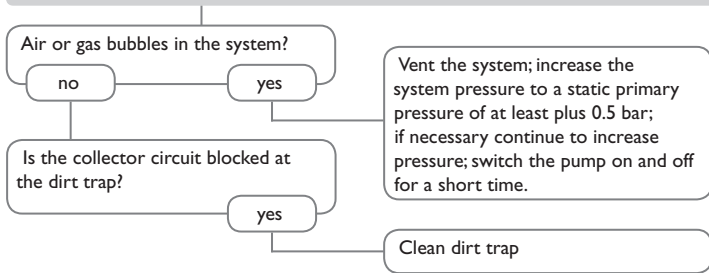 Air or gas bubbles in the system?
no
yes
Vent the system; increase the
system pressure to a static primary
pressure of at least plus 0.5 bar;
if necessary continue to increase
pressure; switch the pump on and off
for a short time.
Is the collector circuit blocked at
the dirt trap?
yes
Clean dirt trap